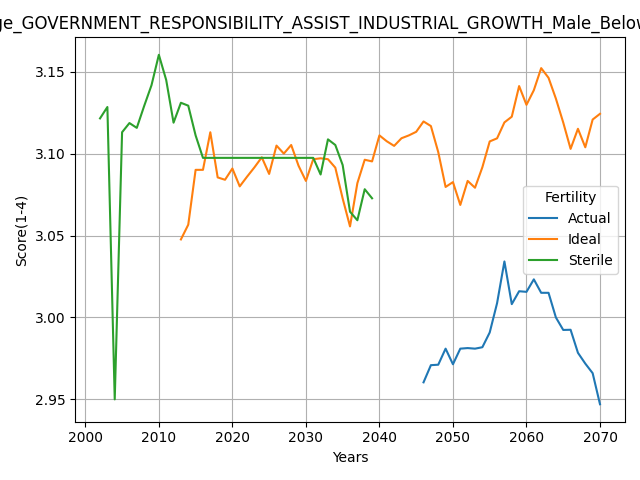 ge_GOVERNMENT_RESPONSIBILITY_ASSIST_INDUSTRIAL_GROWTH_Male_Below
3.15
3.10
3.05
3.00
2.95
Score(1-4)
Fertility
Actual
Ideal
Sterile
2000 2010 2020 2030 2040 2050 2060 2070
Years